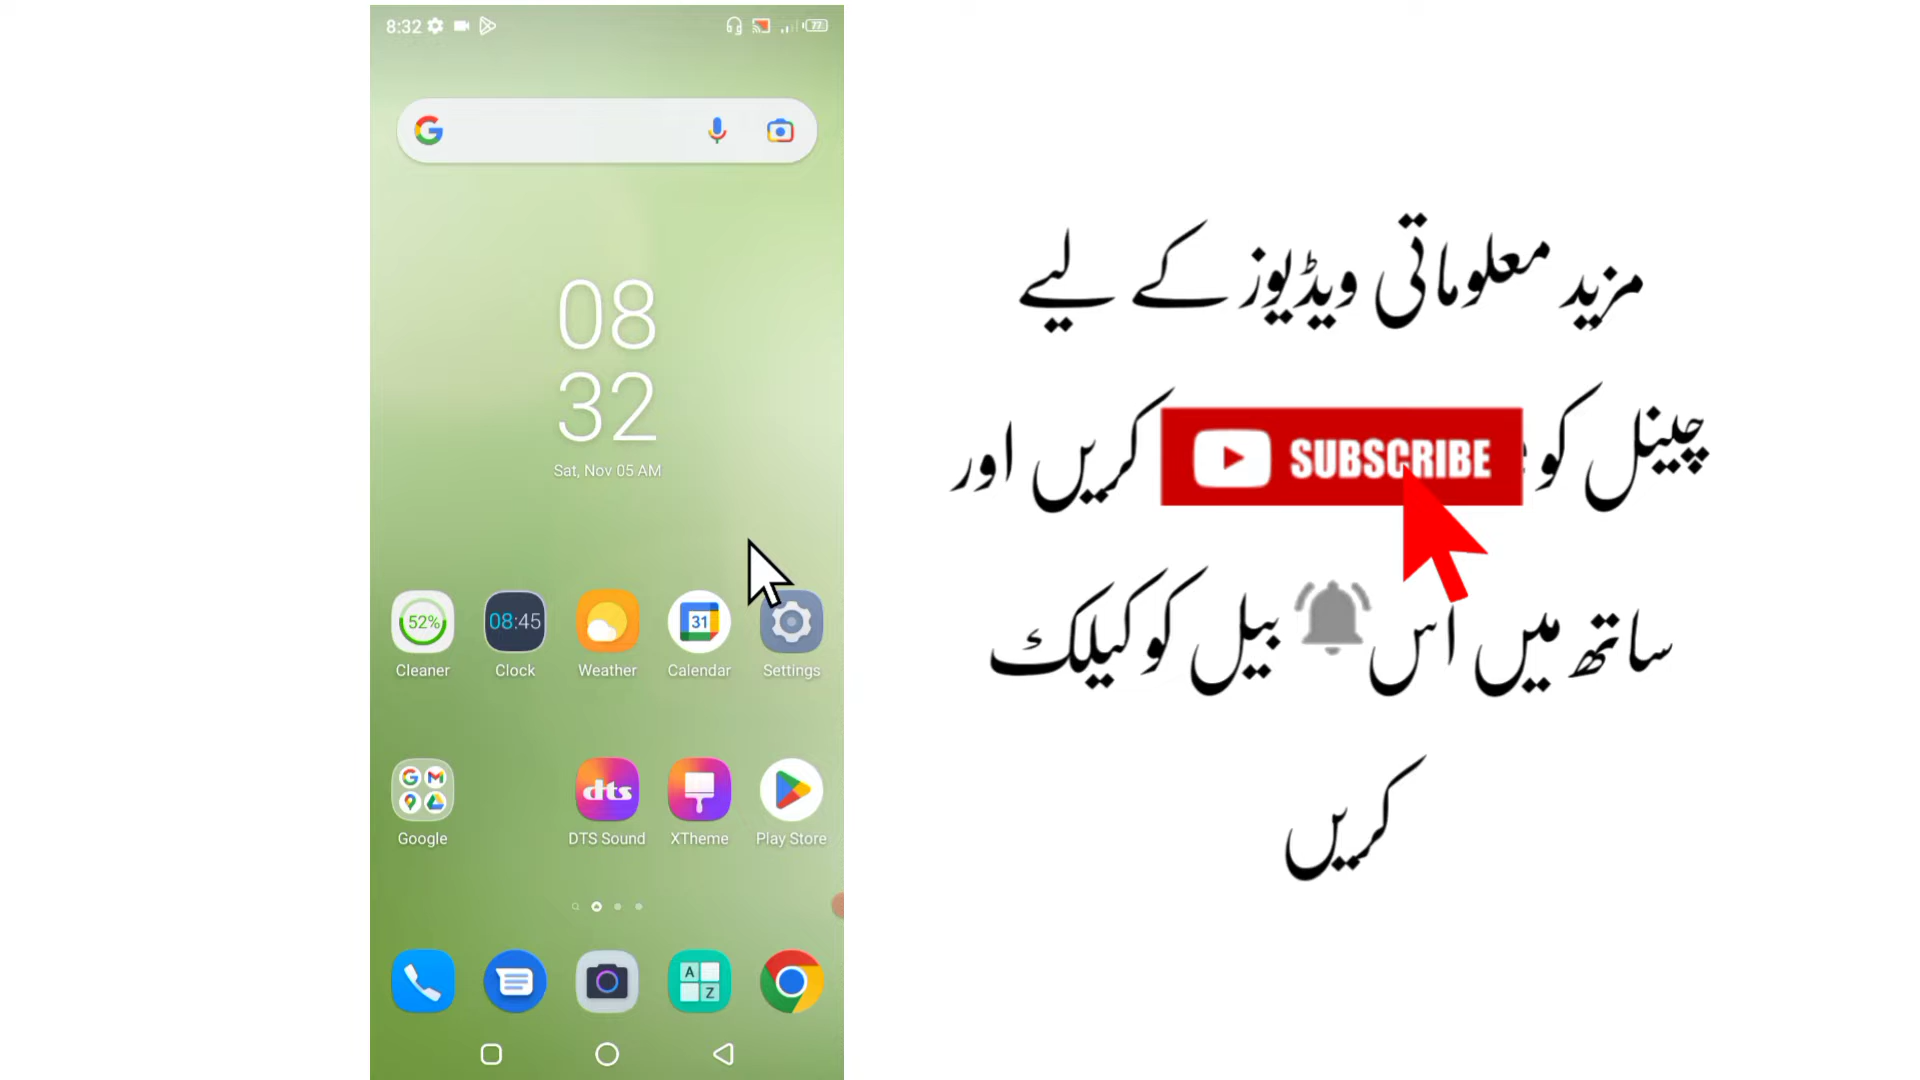 8:32
77
08
32
Sat, Nov 05 AM
52%
08:45
31
Cleaner
Clock
Weather
Calendar
Settings
dts
Google
DTS Sound
XTheme
Play Store
A
Z
مزید معلوماتی ویڈیوز کے لیے
چینل کو SUBSCRIBE کریں اور
ساتھ میں اس بیل کو کیلک
کریں